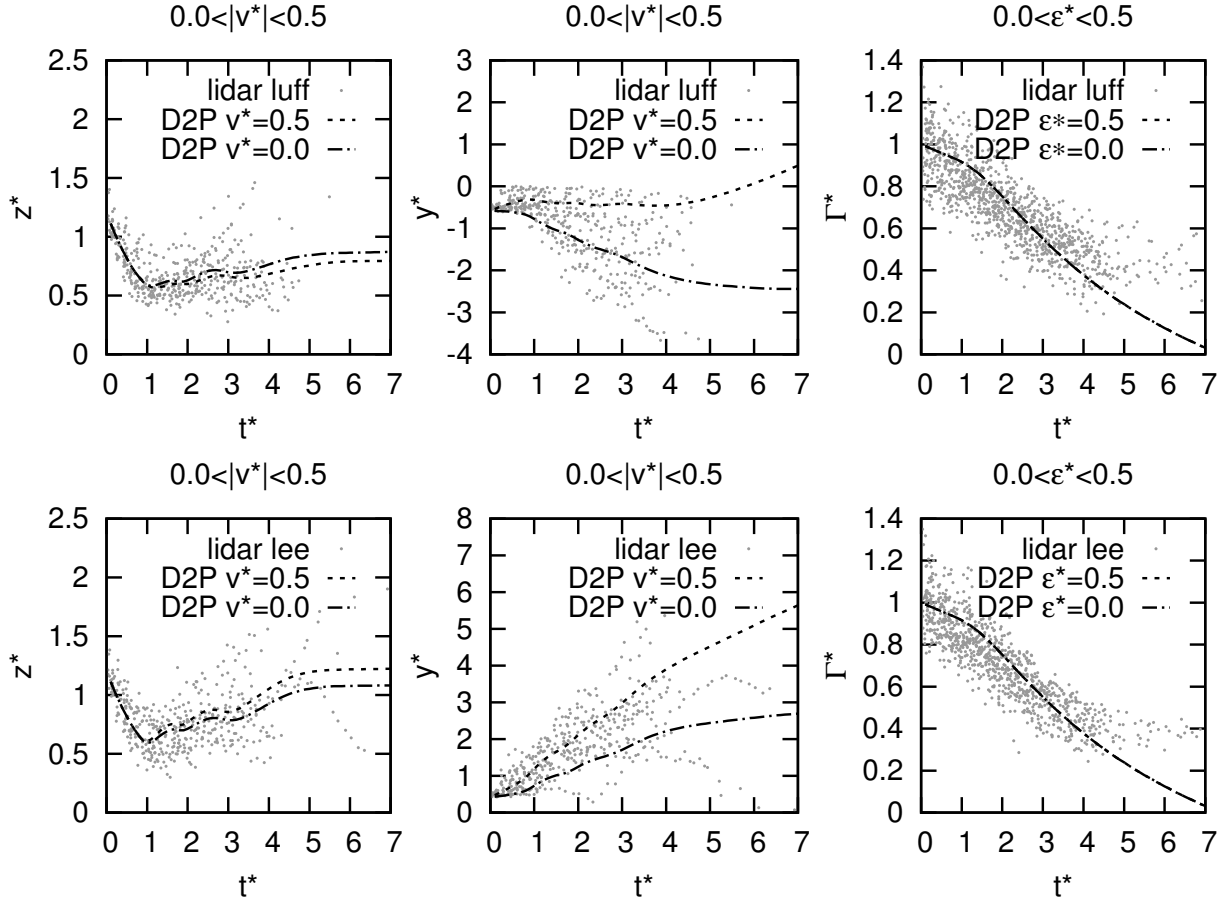 0.0<|v*|<0.5
0.0<|v*|<0.5
0.0<ε*<0.5
2.5
2
1.5
1
0.5
0
z*
lidar luff
D2P v*=0.5
D2P v*=0.0
0 1 2 3 4 5 6 7
t*
3
2
1
0
-1
-2
-3
-4
y*
lidar luff
D2P v*=0.5
D2P v*=0.0
0 1 2 3 4 5 6 7
t*
1.4
1.2
1
0.8
0.6
0.4
0.2
0
Γ*
lidar luff
D2P ε*=0.5
D2P ε*=0.0
0 1 2 3 4 5 6 7
t*
0.0<|v*|<0.5
0.0<|v*|<0.5
0.0<ε*<0.5
2.5
2
1.5
1
0.5
0
z*
lidar lee
D2P v*=0.5
D2P v*=0.0
0 1 2 3 4 5 6 7
t*
8
7
6
5
4
3
2
1
0
y*
lidar lee
D2P v*=0.5
D2P v*=0.0
0 1 2 3 4 5 6 7
t*
1.4
1.2
1
0.8
0.6
0.4
0.2
0
Γ*
lidar lee
D2P ε*=0.5
D2P ε*=0.0
0 1 2 3 4 5 6 7
t*